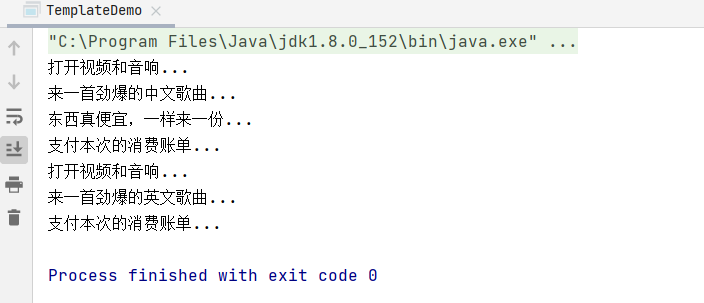 TemplateDemo
"C:\Program Files\Java\jdk1.8.0_152\bin\java.exe" ...
打开视频和音响...
来一首劲爆的中文歌曲...
东西真便宜，一样来一份...
支付本次的消费账单...
打开视频和音响...
来一首劲爆的英文歌曲...
支付本次的消费账单...
Process finished with exit code 0